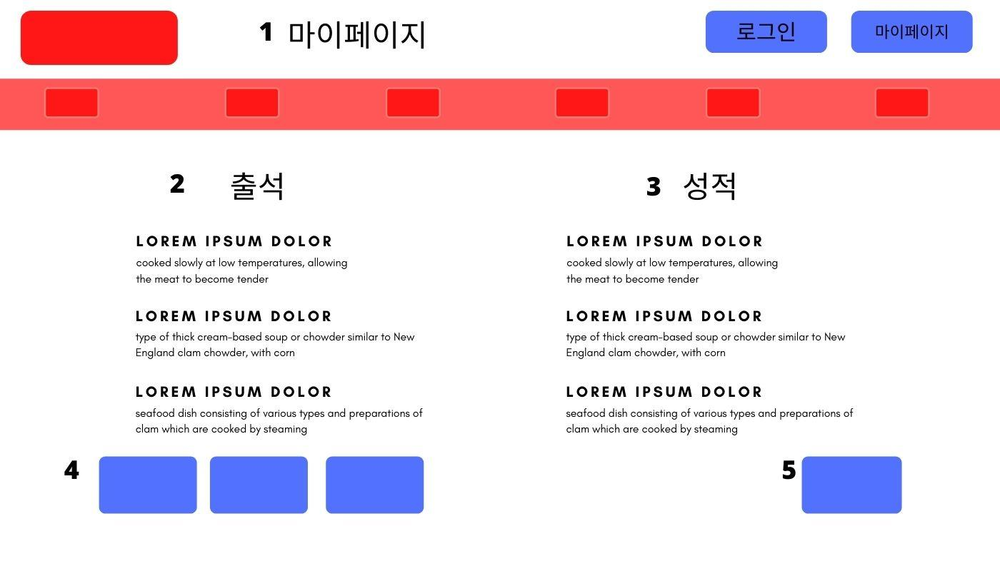 1 마이페이지
로그인
마이페이지
2 출석
LOREM IPSUM DOLOR
cooked slowly at low temperatures, allowing
the meat to become tender
LOREM IPSUM DOLOR
type of thick cream-based soup or chowder similar to New
England clam chowder, with corn
LOREM IPSUM DOLOR
seafood dish consisting of various types and preparations of
clam which are cooked by steaming
4
3 성적
LOREM IPSUM DOLOR
cooked slowly at low temperatures, allowing
the meat to become tender
LOREM IPSUM DOLOR
type of thick cream-based soup or chowder similar to New
England clam chowder, with corn
LOREM IPSUM DOLOR
seafood dish consisting of various types and preparations of
clam which are cooked by steaming
5